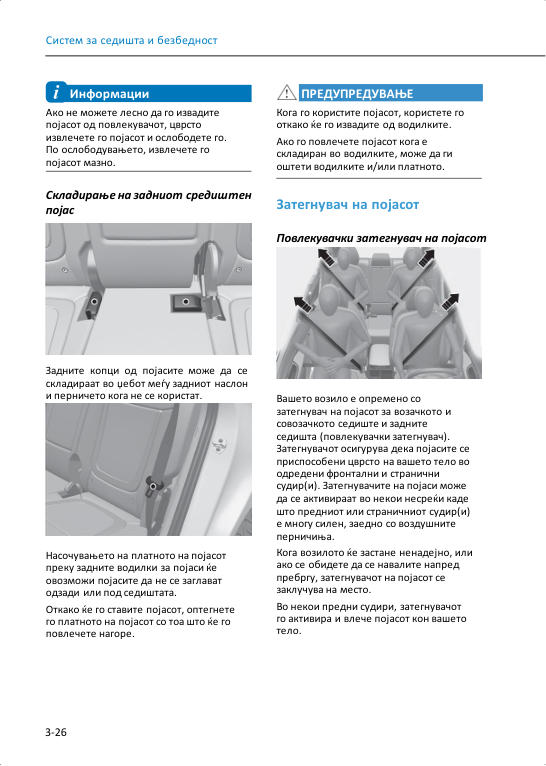 Систем за седишта и безбедност
i Информации
Ако не можете лесно да го извадите
појасот од повлекувачот, цврсто
извлечете го појасот и ослободете го.
По ослободувањето, извлечете го
појасот мазно.
Складирање на задниот средиштен
појас
Задните копци од појасите може да се
складираат во џебот меѓу задниот наслон
и перничето кога не се користат.
Насочувањето на платното на појасот
преку задните водилки за појаси ќе
овозможи појасите да не се заглават
одзади или под седиштата.
Откако ќе го ставите појасот, оптегнете
го платното на појасот со тоа што ќе го
повлечете нагоре.
ПРЕДУПРЕДУВАЊЕ
Кога го користите појасот, користете го
откако ќе го извадите од водилките.
Ако го повлечете појасот кога е
складиран во водилките, може да ги
оштети водилките и/или платното.
Затегнувач на појасот
Повлекувачки затегнувач на појасот
Вашето возило е опремено со
затегнувач на појасот за возачкото и
совозачкото седиште и задните
седишта (повлекувачки затегнувач).
Затегнувачот осигурува дека појасите се
приспособени цврсто на вашето тело во
одредени фронтални и странични
судир(и). Затегнувачите на појаси може
да се активираат во некои несреќи каде
што предниот или страничниот судир(и)
е многу силен, заедно со воздушните
перничиња.
Кога возилото ќе застане ненадејно, или
ако се обидете да се навалите напред
пребргу, затегнувачот на појасот се
заклучува на место.
Во некои предни судири, затегнувачот
го активира и влече појасот кон вашето
тело.
3-26